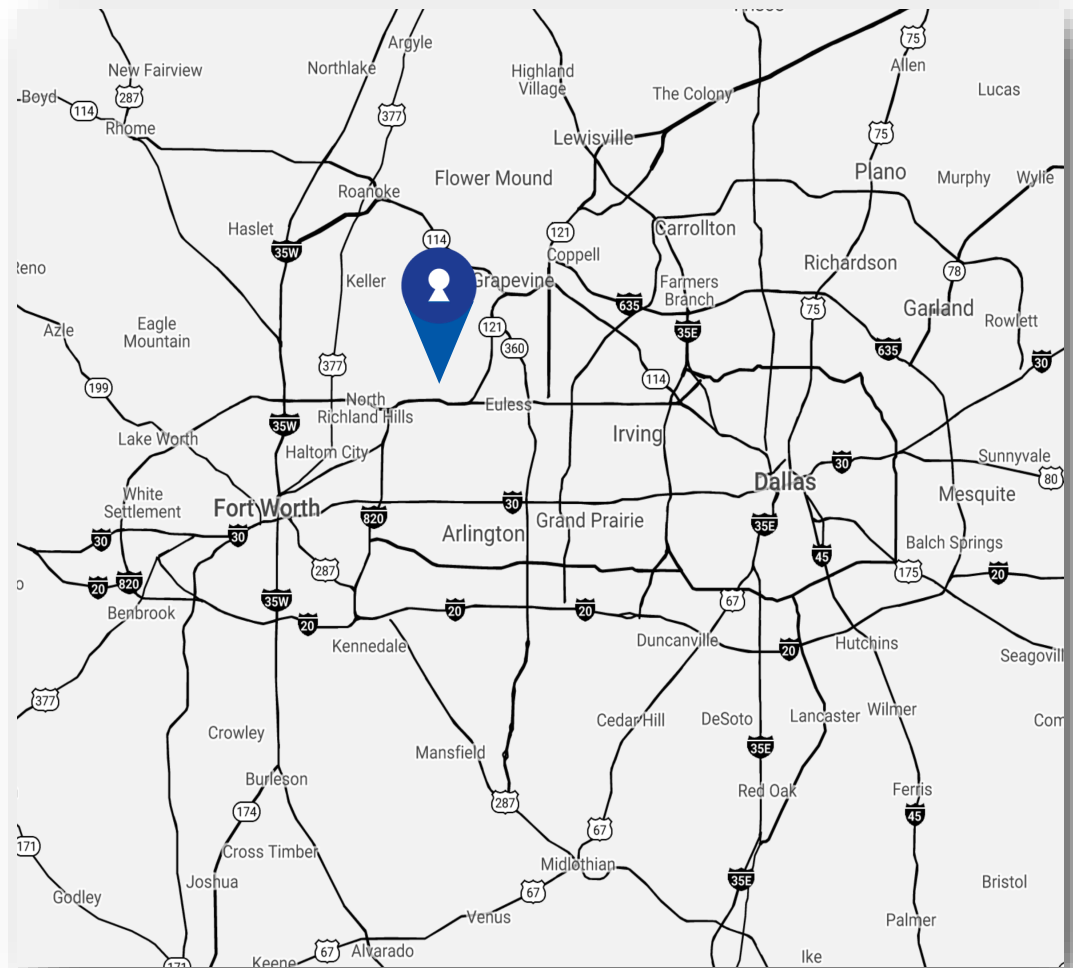 Argyle
75
New Fairview
Northlake
Highland
Village
Allen
Boyd
287
114
The Colony
Lucas
377
Rhome
Lewisville
75
Roanoke
Flower Mound
Plano
Murphy
Wylie
Haslet
35W
114
121
Carrollton
Coppell
Keller
Grapevine
Farmers
Branch
Richardson
78
635
75
Garland
Azle
Eagle
Mountain
121
360
35E
Rowlett
635
30
377
199
114
North
Richland Hills
Euless
35W
Lake Worth
Haltom City
Irving
30
Sunnyvale
80
White
Settlement
Fort Worth
820
30
Dallas
Mesquite
Arlington
Grand Prairie
35E
30
30
45
Balch Springs
20
820
287
175
20
Benbrook
35W
20
20
20
67
Kennedale
Duncanville
20
Hutchins
377
Crowley
Cedar Hill
DeSoto
Lancaster
Wilmer
Mansfield
35E
Burleson
174
287
Red Oak
Ferris
45
171
67
Cross Timber
Midlothian
Joshua
35E
Godley
67
Bristol
Venus
Palmer
67
Alvarado
Keene
Ike
171